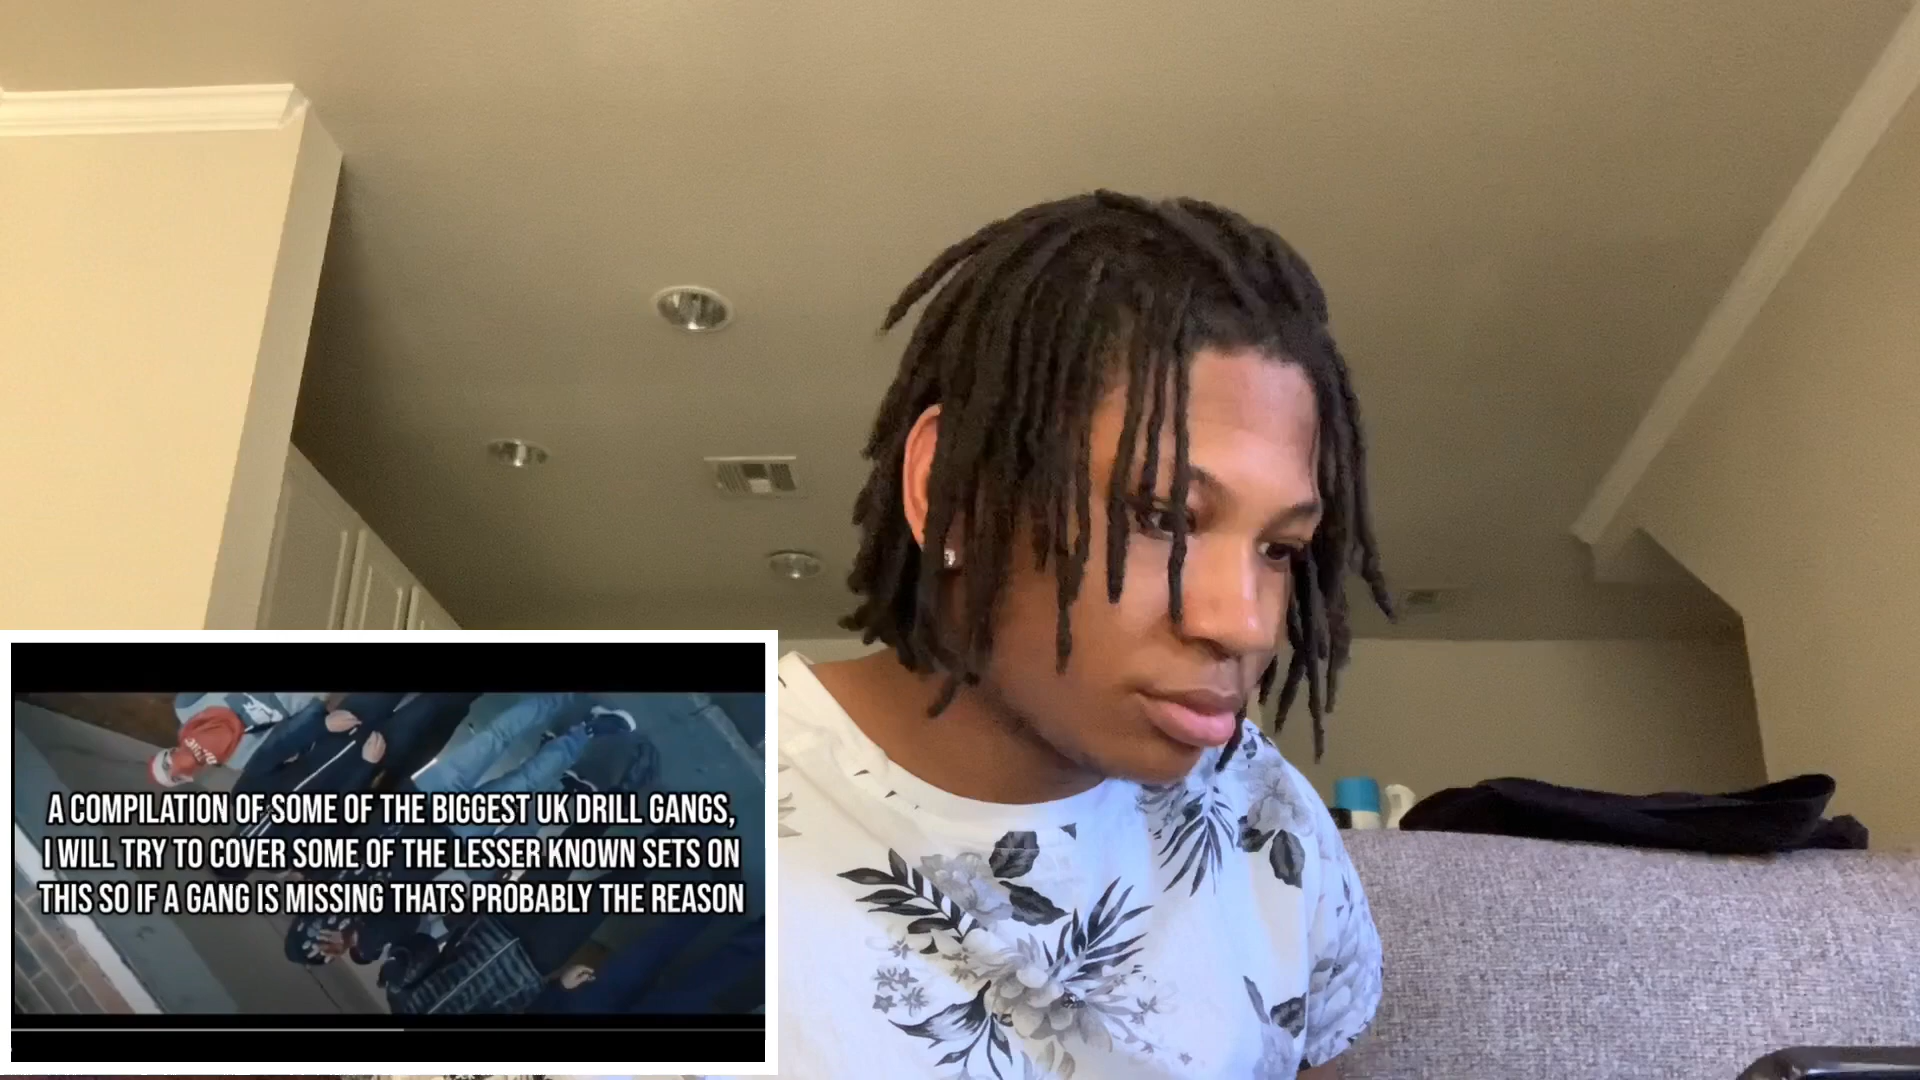 A COMPILATION OF SOME OF THE BIGGEST UK DRILL GANGS,
I WILL TRY TO COVER SOME OF THE LESSER KNOWN SETS ON
THIS SO IF A GANG IS MISSING THATS PROBABLY THE REASON